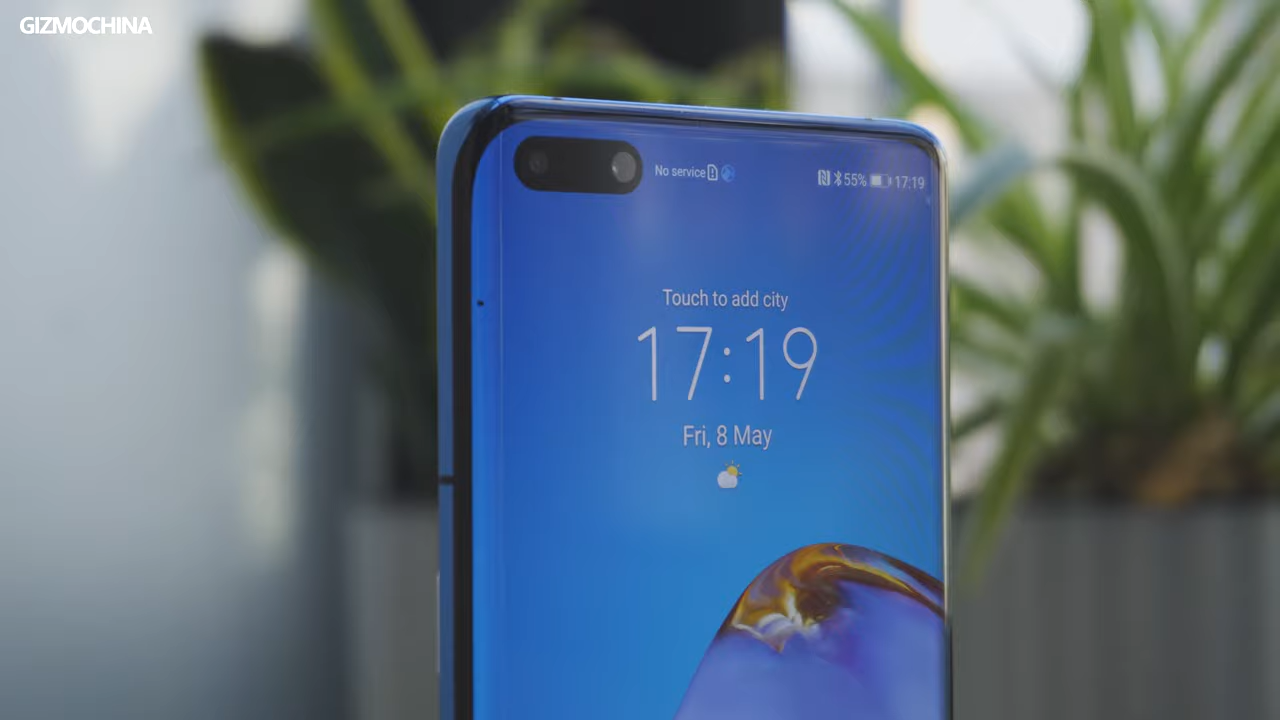 GIZMOCHINA
No service
55% 17:19
Touch to add city
17:19
Fri, 8 May